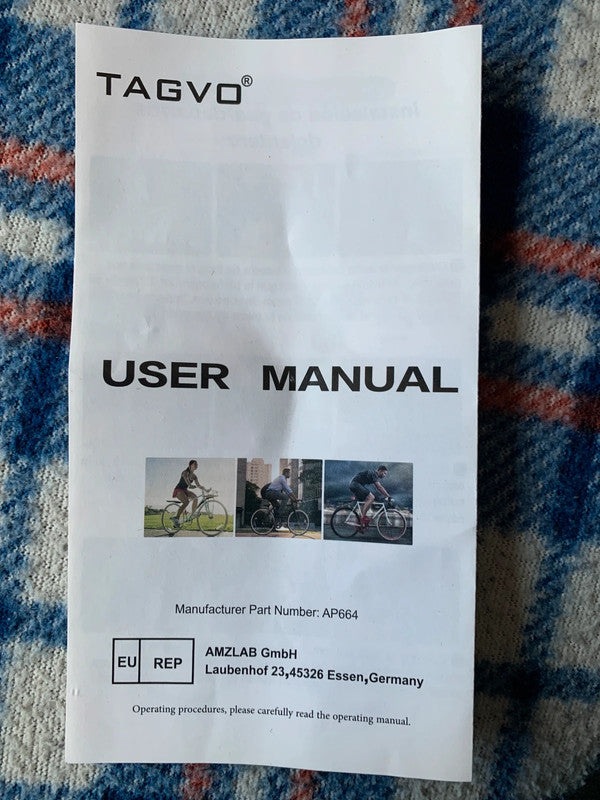 TAGVO®
USER MANUAL
Manufacturer Part Number: AP664
EU REP
AMZLAB GmbH
Laubenhof 23,45326 Essen,Germany
Operating procedures, please carefully read the operating manual.